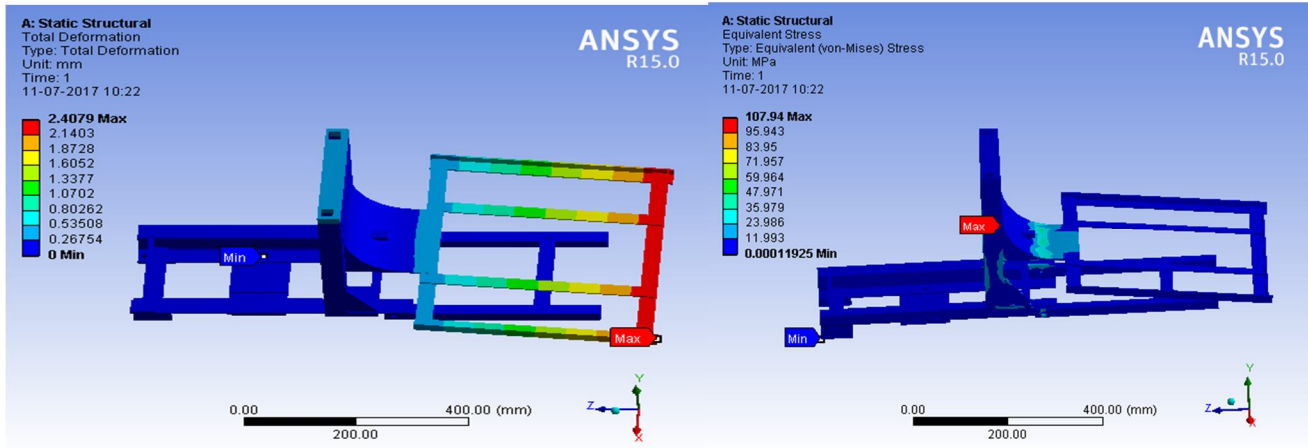 A: Static Structural
Total Deformation
Type: Total Deformation
Unit: mm
Time: 1
11-07-2017 10:22
ANSYS
R15.0
2.4079 Max
2.1403
1.8728
1.6052
1.3377
1.0702
0.80262
0.53508
0.26754
0 Min
Min
Max
Y
Z
X
0.00
400.00 (mm)
200.00
A: Static Structural
Equivalent Stress
Type: Equivalent (von-Mises) Stress
Unit: MPa
Time: 1
11-07-2017 10:22
ANSYS
R15.0
107.94 Max
95.943
83.95
71.957
59.964
47.971
35.979
23.986
11.993
0.00011925 Min
Max
Min
Y
Z
X
0.00
400.00 (mm)
200.00